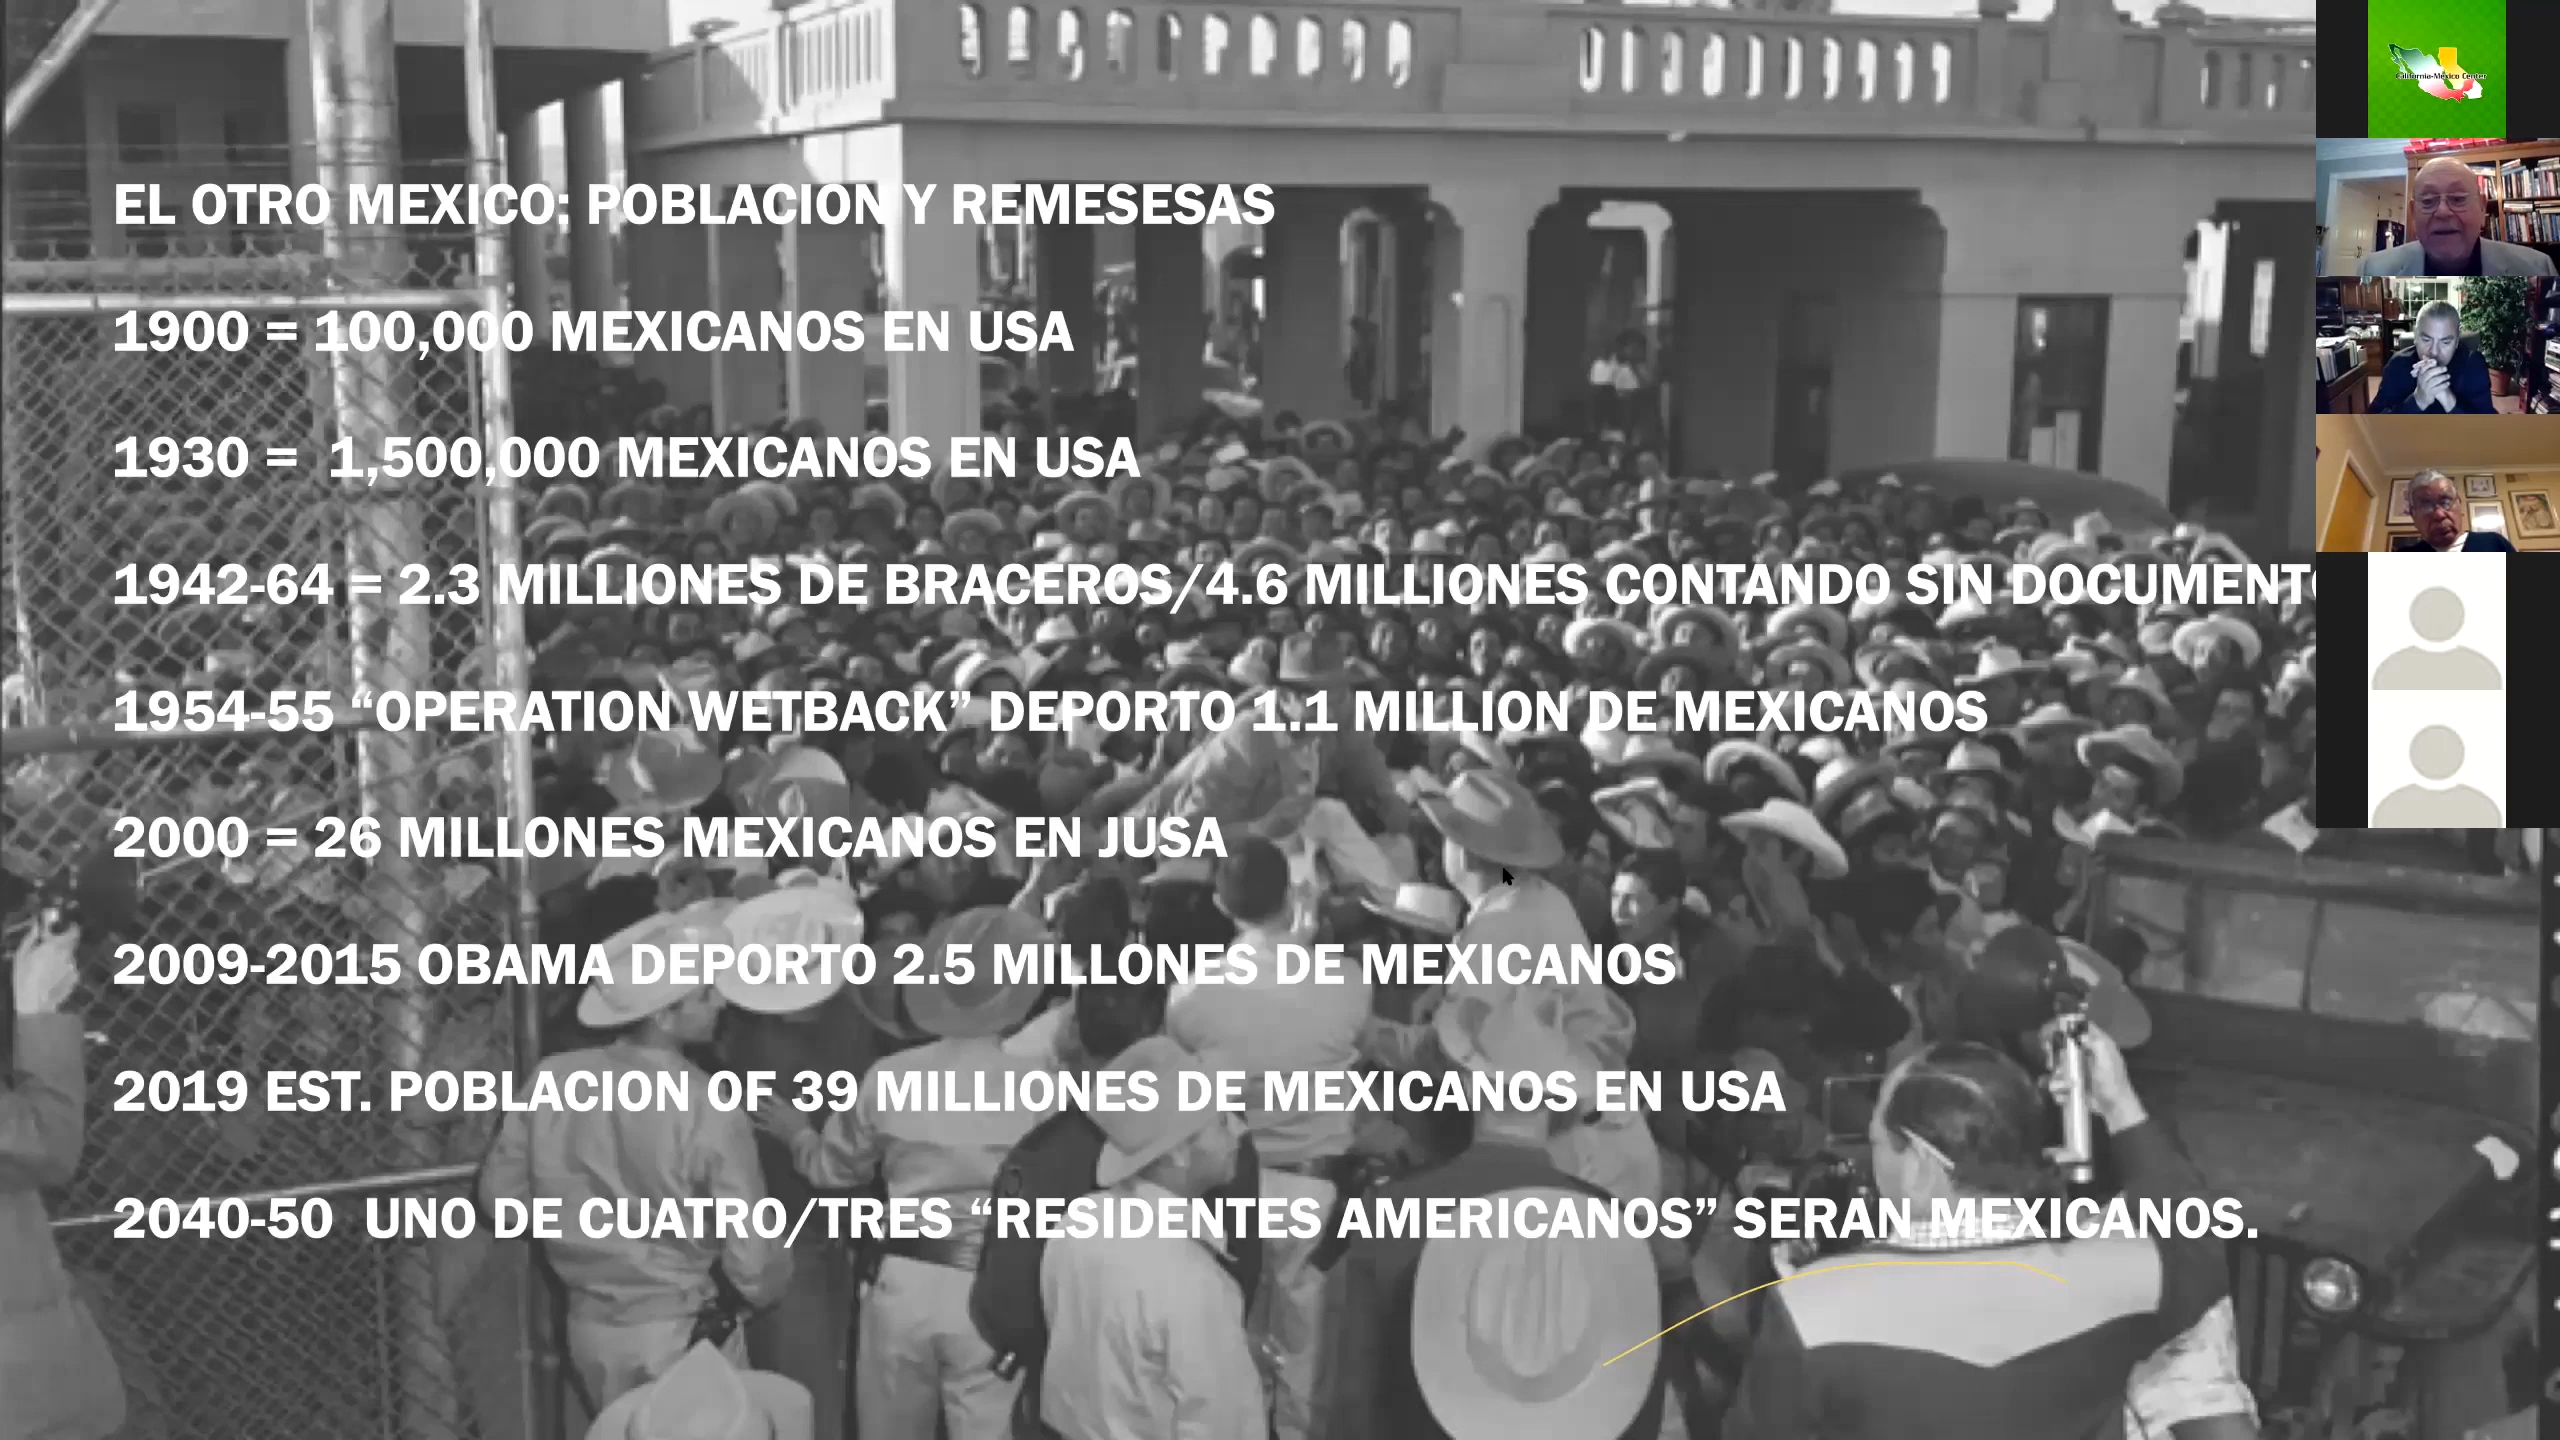 EL OTRO MEXICO; POBLACION Y REMESESAS
1900 = 100,000 MEXICANOS EN USA
1930 = 1,500,000 MEXICANOS EN USA
1942-64 = 2.3 MILLIONES DE BRACEROS/4.6 MILLIONES CONTANDO SIN
1954-55 “OPERATION WETBACK” DEPORTO 1.1 MILLION DE MEXICANOS
2000 = 26 MILLONES MEXICANOS EN JUSA
2009-2015 OBAMA DEPORTO 2.5 MILLONES DE MEXICANOS
2019 EST. POBLACION OF 39 MILLIONES DE MEXICANOS EN USA
2040-50 UNO DE CUATRO/TRES “RESIDENTES AMERICANOS” SERAN MEXICANOS.
California-México Center